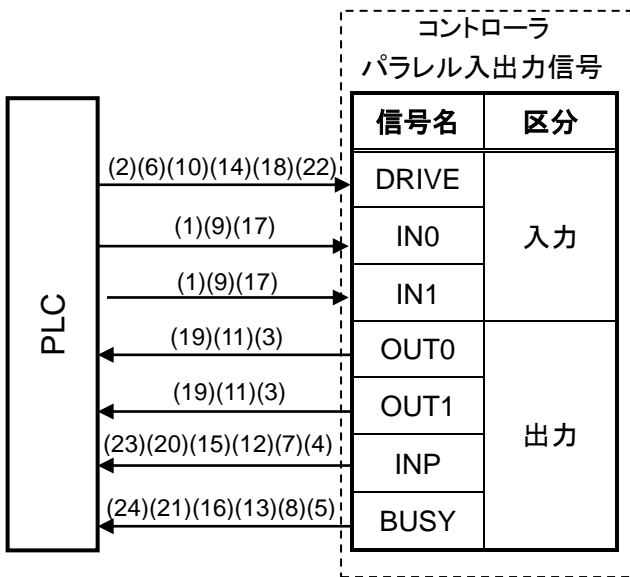 コントローラ
パラレル入出力信号
信号名 区分
(2)(6)(10)(14)(18)(22) DRIVE
(1)(9)(17) IN0 入力
(1)(9)(17) IN1
PLC
(19)(11)(3) OUT0
(19)(11)(3) OUT1
出力
(23)(20)(15)(12)(7)(4) INP
(24)(21)(16)(13)(8)(5) BUSY